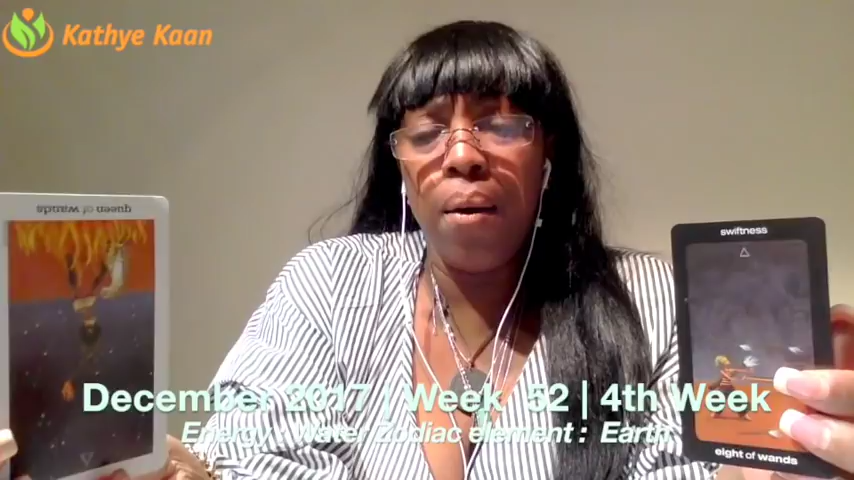 Kathye Kaan
queen of wands
swiftness
December 2017 | Week 52 | 4th Week
Energy : Water Zodiac element : Earth
eight of wands